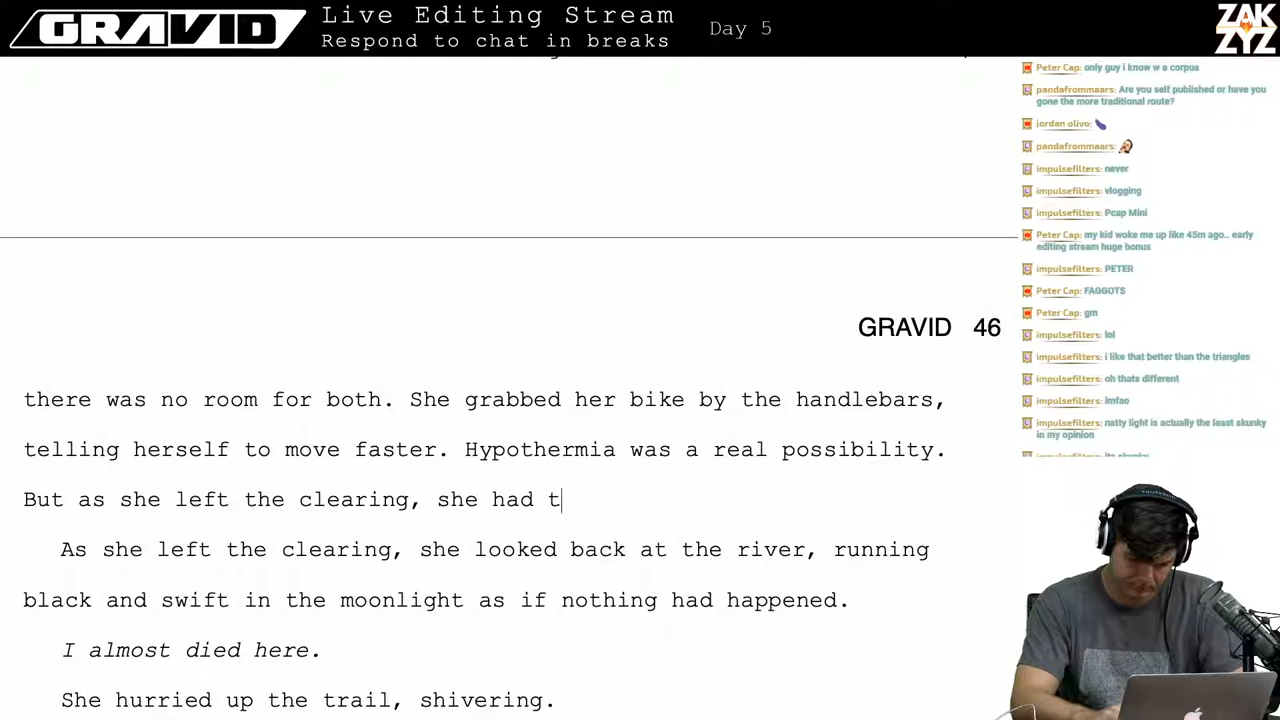 GRAVID
Live Editing Stream
Respond to chat in breaks
Day 5
ZAK
ZYZ
Peter Cap: only guy i know w a corpus
pandafrommaars: Are you self published or have you
gone the more traditional route?
jordan olivo: 🍆
pandafrommaars:
impulsefilters: never
impulsefilters: vlogging
impulsefilters: Pcap Mini
Peter Cap: my kid woke me up like 45m ago.. early
editing stream huge bonus
impulsefilters: PETER
Peter Cap: FAGGOTS
Peter Cap: gm
impulsefilters: lol
impulsefilters: i like that better than the triangles
impulsefilters: oh thats different
impulsefilters: lmfao
impulsefilters: natty light is actually the least skunky
in my opinion
GRAVID 46
there was no room for both. She grabbed her bike by the handlebars,
telling herself to move faster. Hypothermia was a real possibility.
But as she left the clearing, she had t
As she left the clearing, she looked back at the river, running
black and swift in the moonlight as if nothing had happened.
I almost died here.
She hurried up the trail, shivering.